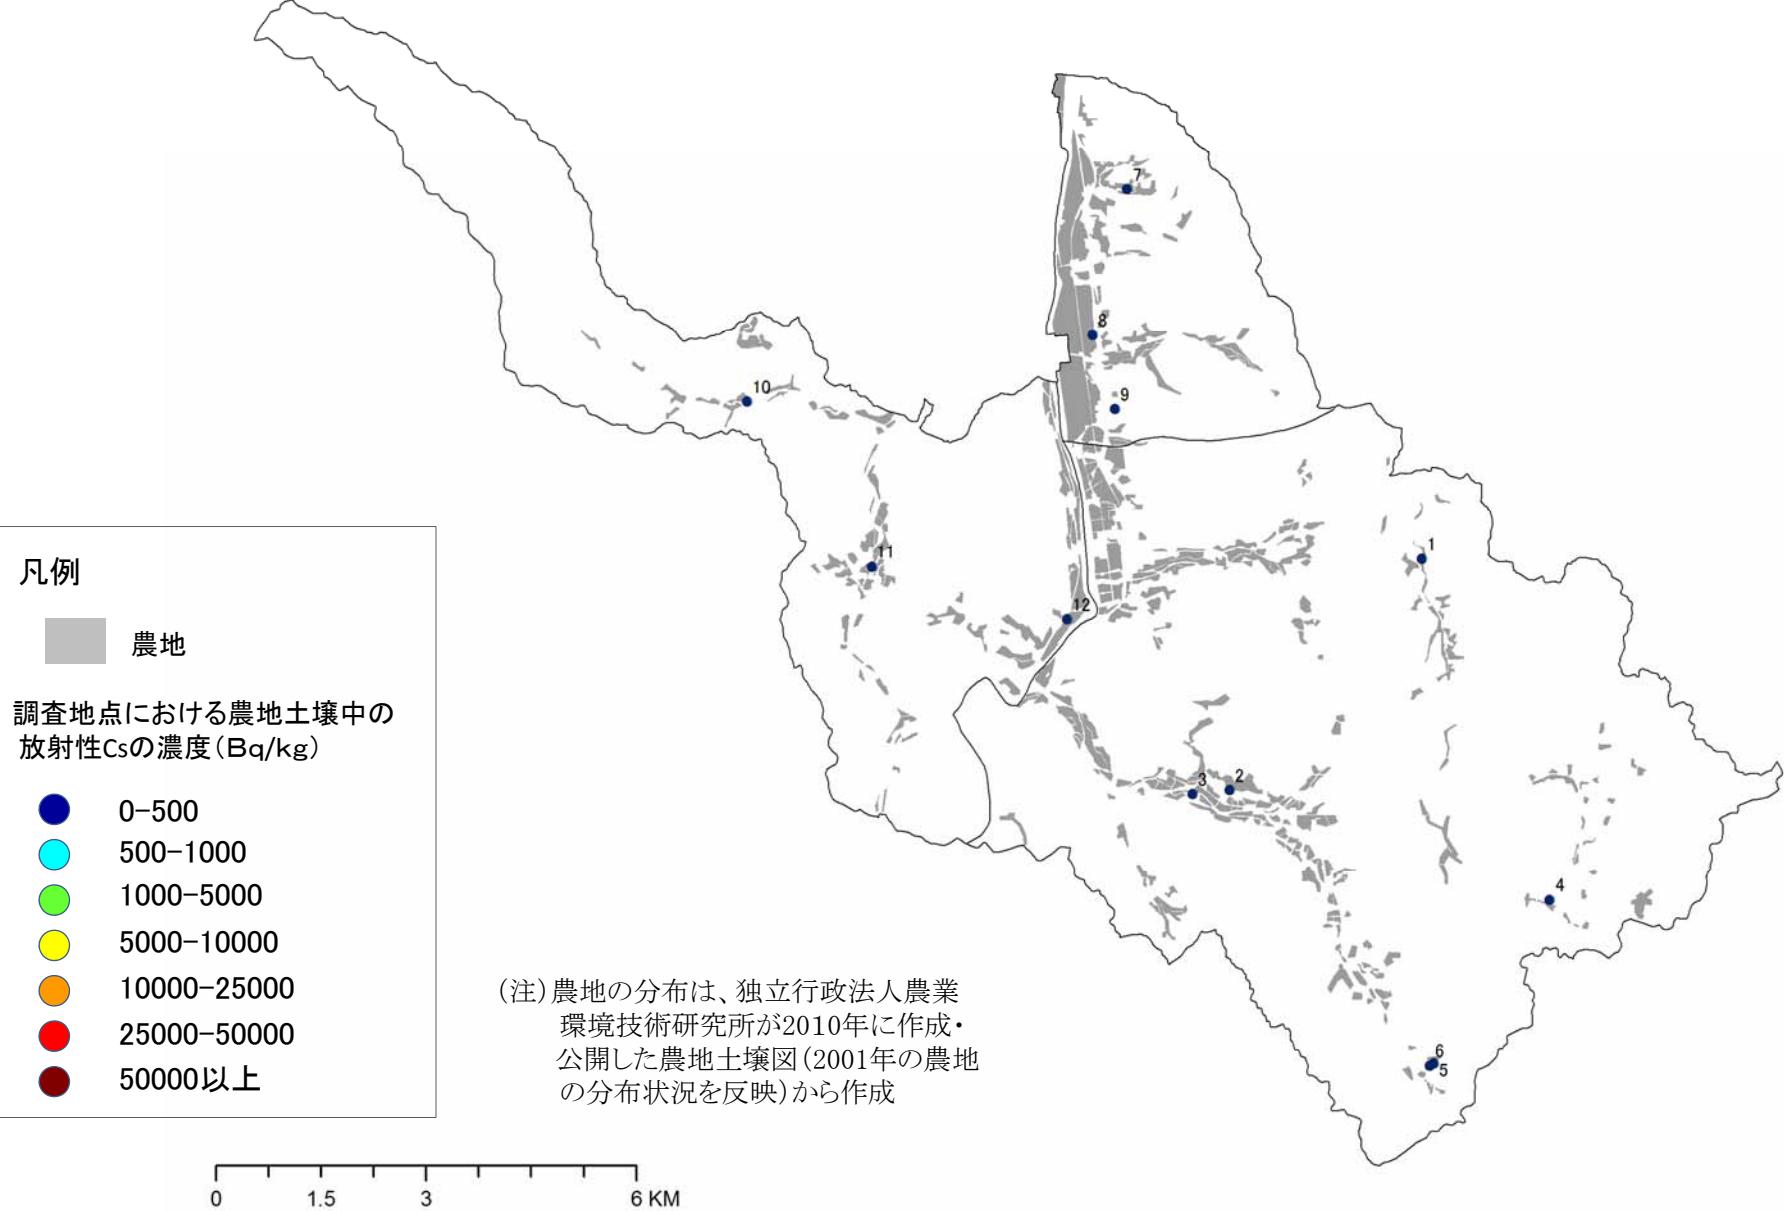 7
8
10
9
1
11
12
3
2
4
6
5
凡例
農地
調査地点における農地土壌中の
放射性Csの濃度（Bq/kg）
0−500
500−1000
1000−5000
5000−10000
10000−25000
25000−50000
50000以上
（注）農地の分布は、独立行政法人農業
環境技術研究所が2010年に作成・
公開した農地土壌図（2001年の農地
の分布状況を反映）から作成
0 1.5 3 6 KM